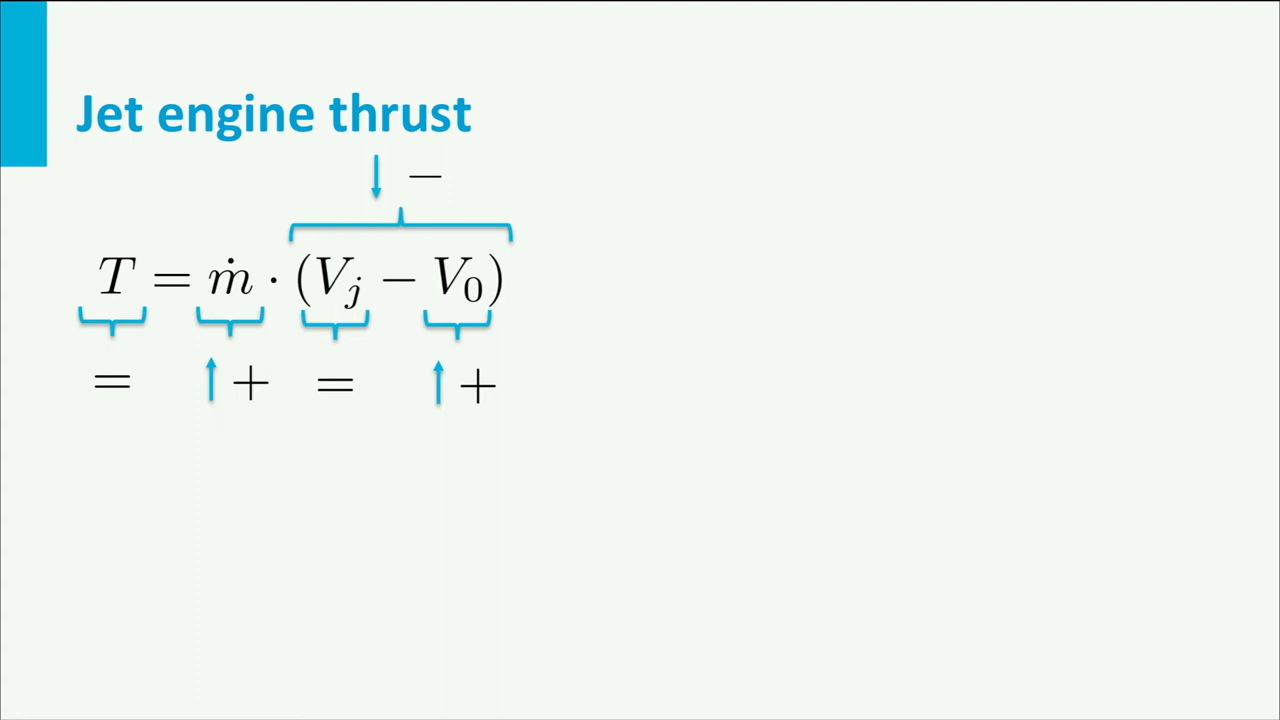 Jet engine thrust
↓ −
T = ṁ · (V_j − V_0)
= ↑ + = ↑ +